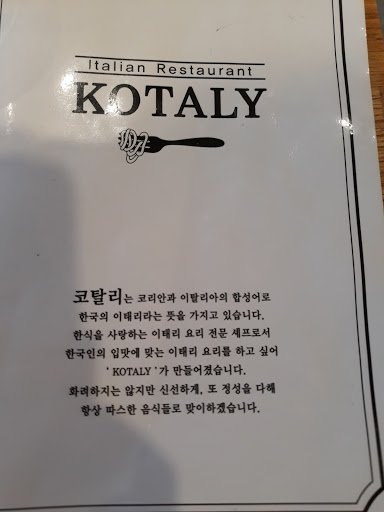 Italian Restaurant
KOTALY
코탈리는 코리안과 이탈리아의 합성어로
한국의 이태리라는 뜻을 가지고 있습니다.
한식을 사랑하는 이태리 요리 전문 셰프로서
한국인의 입맛에 맞는 이태리 요리를 하고 싶어
' KOTALY '가 만들어졌습니다.
화려하지는 않지만 신선하게, 또 정성을 다해
항상 따스한 음식들로 맞이하겠습니다.